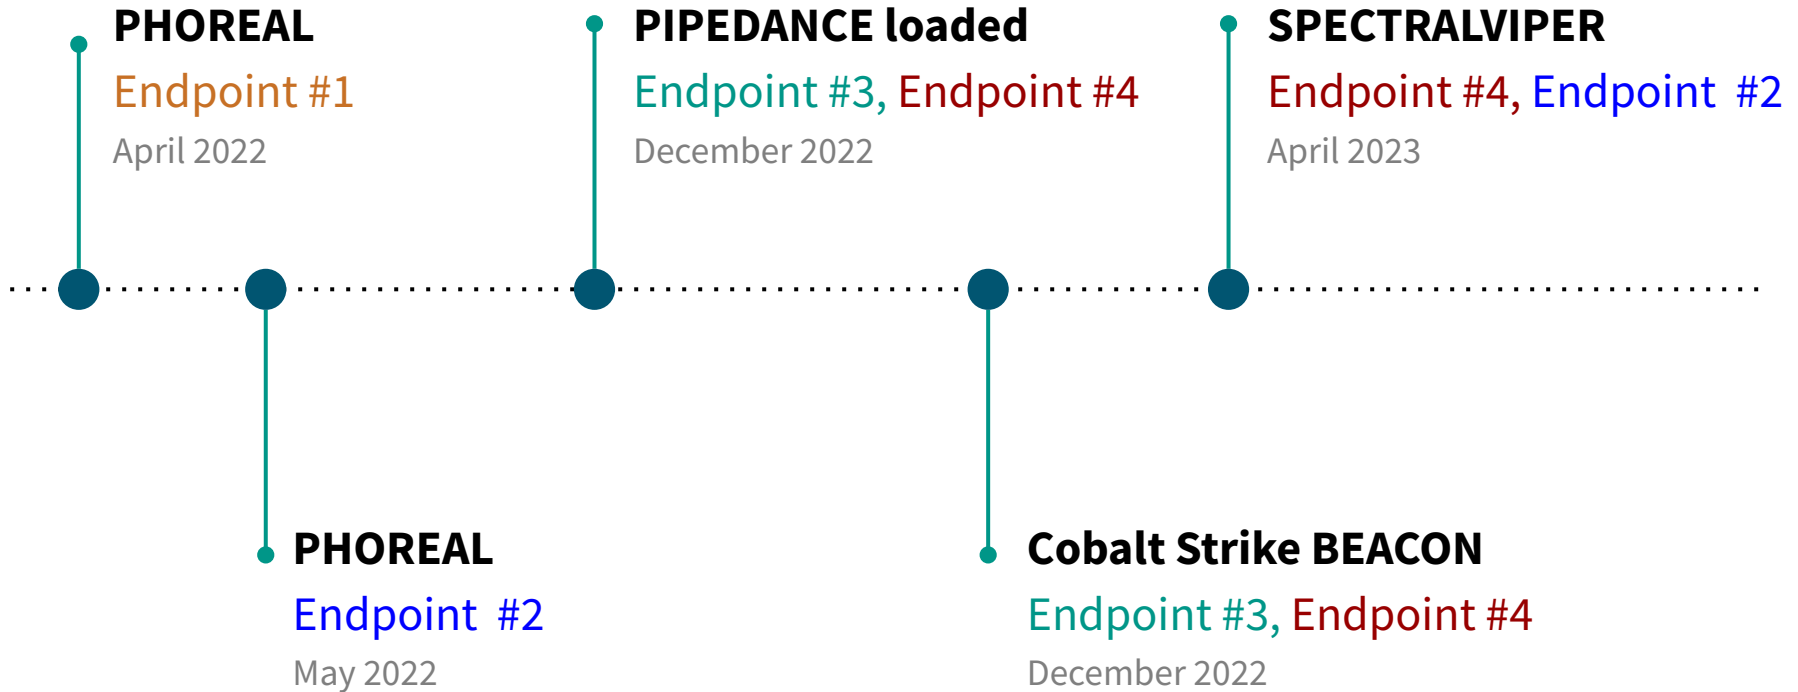 PHOREAL
Endpoint #1
April 2022
PIPEDANCE loaded
Endpoint #3, Endpoint #4
December 2022
SPECTRALVIPER
Endpoint #4, Endpoint  #2
April 2023
PHOREAL
Endpoint  #2
May 2022
Cobalt Strike BEACON
Endpoint #3, Endpoint #4
December 2022